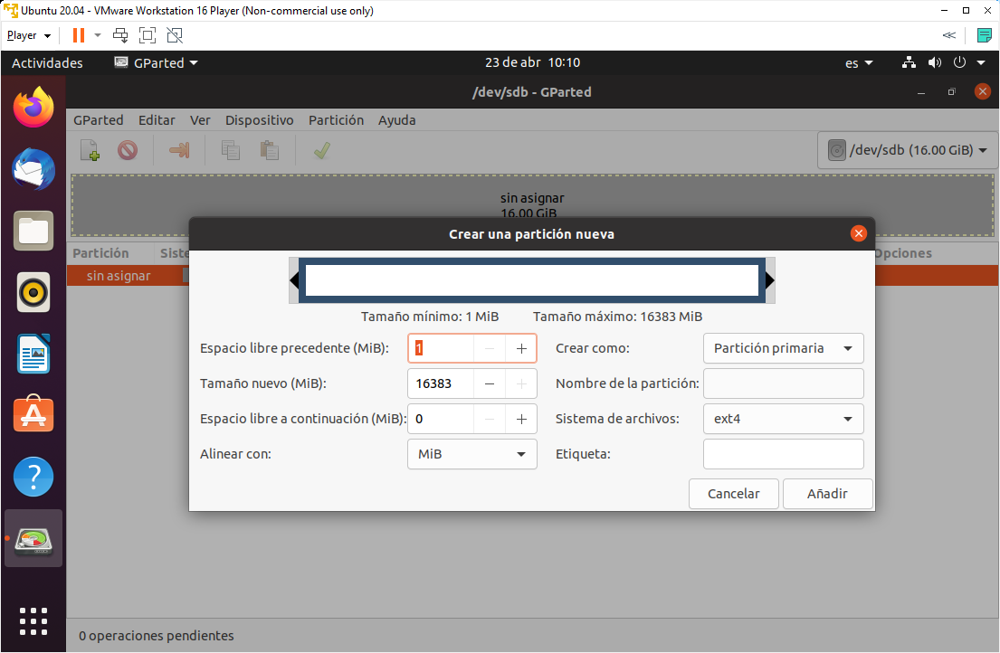 Ubuntu 20.04 - VMware Workstation 16 Player (Non-commercial use only)
Player
Actividades GParted 23 de abr 10:10 es
/dev/sdb - GParted
GParted Editar Ver Dispositivo Partición Ayuda
/dev/sdb (16.00 GiB)
sin asignar
16.00 GiB
Crear una partición nueva
Partición Siste Opciones
sin asignar
Tamaño mínimo: 1 MiB Tamaño máximo: 16383 MiB
Espacio libre precedente (MiB): 1 Crear como: Partición primaria
Tamaño nuevo (MiB): 16383 Nombre de la partición:
Espacio libre a continuación (MiB): 0 Sistema de archivos: ext4
Alinear con: MiB Etiqueta:
Cancelar Añadir
0 operaciones pendientes